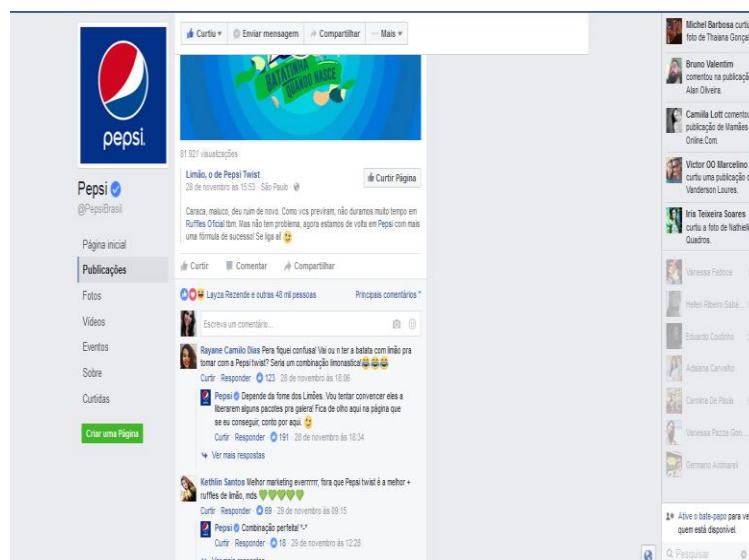 Curtiu
Enviar mensagem
Compartilhar
Mais
BATATINHA
QUANDO NASCE
81.921 visualizações
Limão, o de Pepsi Twist
28 de novembro às 15:53 · São Paulo ·
Curtir Página
Caraca, maluco, deu ruim de novo. Como vcs previram, não duramos muito tempo em
Ruffles Oficial tbm. Mas não tem problema, agora estamos de volta em Pepsi com mais
uma fórmula de sucesso! Se liga aí!
Curtir
Comentar
Compartilhar
Layza Rezende e outras 48 mil pessoas
Principais comentários
Escreva um comentário...
Rayane Camilo Dias Pera fiquei confusa! Vai ou n ter a batata com limão pra
tomar com a Pepsi twist? Seria um combinação limonastica!
Curtir · Responder · 123 · 28 de novembro às 18:06
Pepsi Depende da fome dos Limões. Vou tentar convencer eles a
liberarem alguns pacotes pra galera! Fica de olho aqui na página que
se eu conseguir, conto por aqui.
Curtir · Responder · 191 · 28 de novembro às 18:34
Ver mais respostas
Kethlin Santos Melhor marketing everrrrrr, fora que Pepsi twist é a melhor +
ruffles de limão, mds
Curtir · Responder · 69 · 29 de novembro às 09:15
Pepsi Combinação perfeita! *-*
Curtir · Responder · 18 · 29 de novembro às 12:28
Ver mais respostas
pepsi
Pepsi
@PepsiBrasil
Página inicial
Publicações
Fotos
Vídeos
Eventos
Sobre
Curtidas
Criar uma Página
Michel Barbosa curtiu
foto de Thaiana Gonçal
Bruno Valentim
comentou na publicação
Alan Oliveira.
Camiila Lott comentou
publicação de Mamães
Online.Com.
Victor OO Marcelino
curtiu uma publicação d
Vanderson Loures.
Iris Teixeira Soares
curtiu a foto de Nathiele
Quadros.
Vanessa Fadoce
Hellen Ribeiro Saba...
Eduardo Coutinho
Adaiana Carvalho
Carolina De Paula
Vanessa Pazze Gon...
Germano Antimarek
Ative o bate-papo para ve
quem está disponível.
Pesquisar